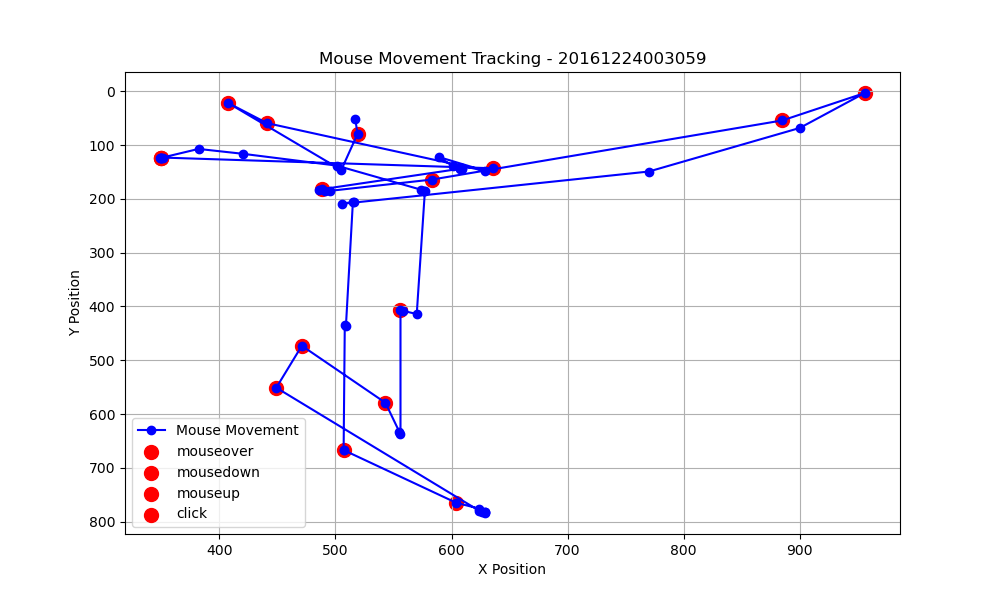 Mouse Movement Tracking - 20161224003059
0
100
200
300
400
500
600
700
800
Y Position
Mouse Movement
mouseover
mousedown
mouseup
click
400 500 600 700 800 900
X Position